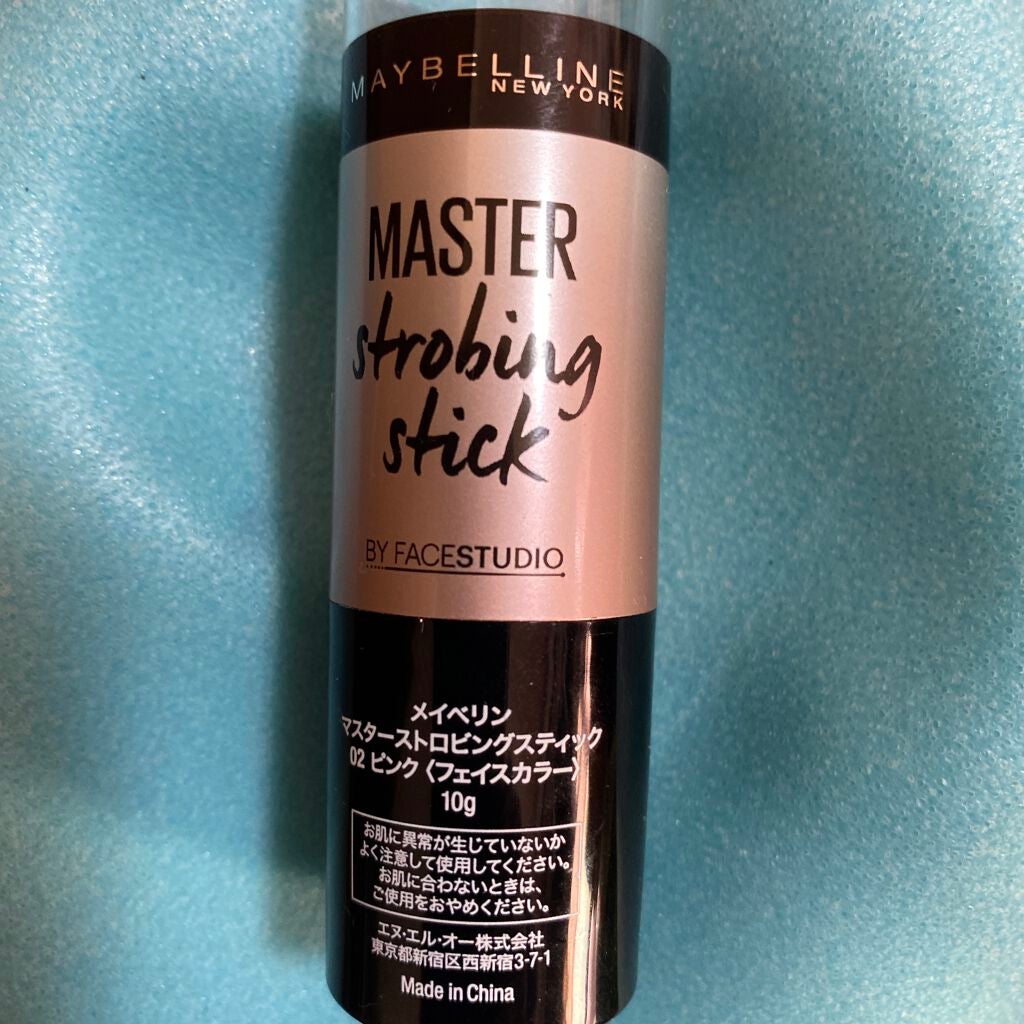 MAYBELLINE
NEW YORK
MASTER
strobing
stick
BY FACESTUDIO
メイベリン
マスターストロビングスティック
02 ピンク〈フェイスカラー〉
10g
お肌に異常が生じていないか
よく注意して使用してください。
お肌に合わないときは、
ご使用をおやめください。
エヌ・エル・オー株式会社
東京都新宿区西新宿3-7-1
Made in China